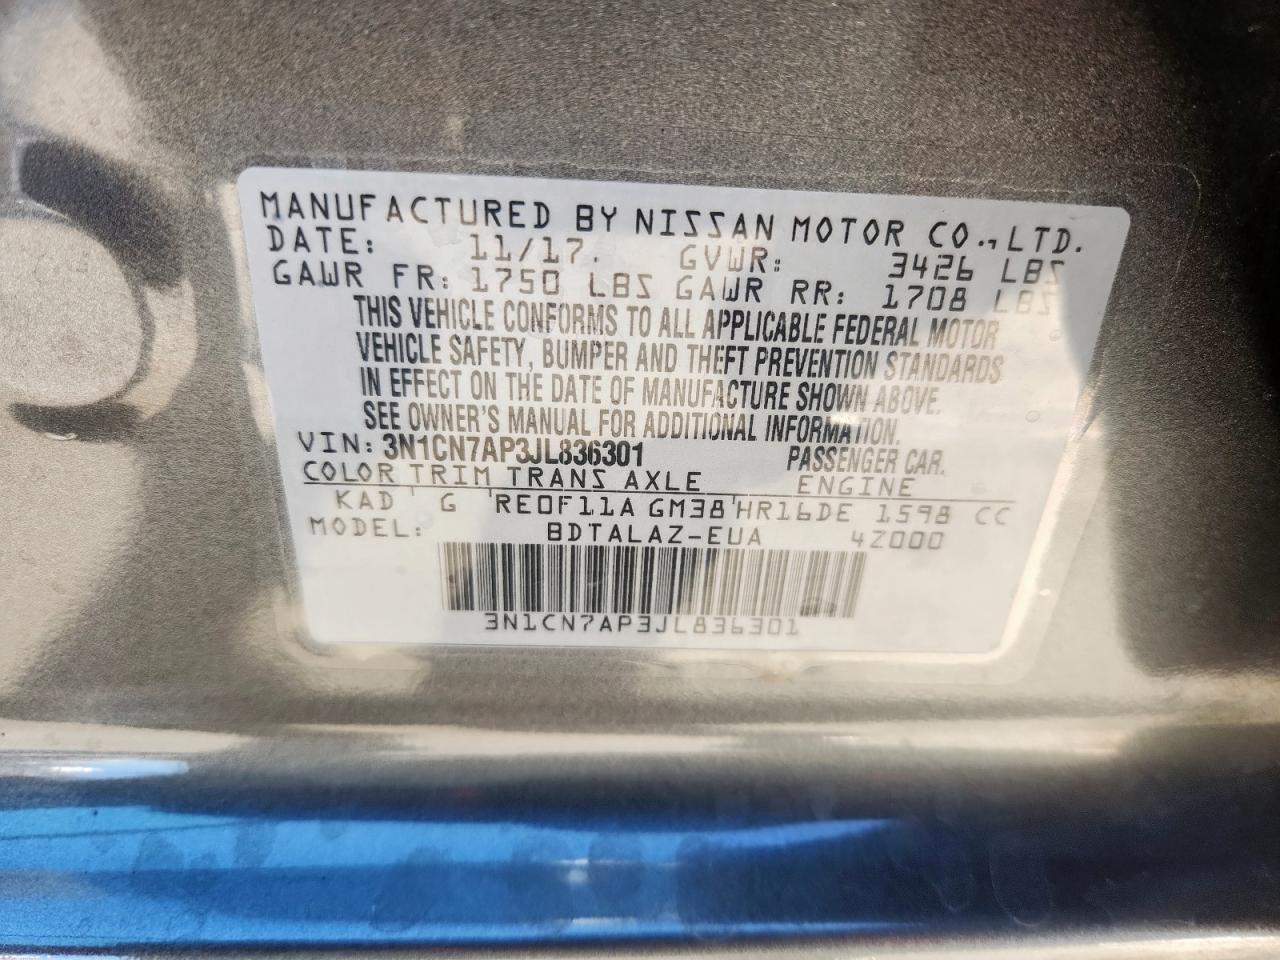 MANUFACTURED BY NISSAN MOTOR CO., LTD.
DATE: 11/17. GVWR: 3426 LBS
GAWR FR: 1750 LBS GAWR RR: 1708 LBS
THIS VEHICLE CONFORMS TO ALL APPLICABLE FEDERAL MOTOR
VEHICLE SAFETY, BUMPER AND THEFT PREVENTION STANDARDS
IN EFFECT ON THE DATE OF MANUFACTURE SHOWN ABOVE.
SEE OWNER'S MANUAL FOR ADDITIONAL INFORMATION.
VIN: 3N1CN7AP3JL836301 PASSENGER CAR.
COLOR TRIM TRANS AXLE ENGINE
KAD G RE0F11A GM38 HR16DE 1598 CC
MODEL: BDTALAZ-EUA 4Z000
3N1CN7AP3JL836301